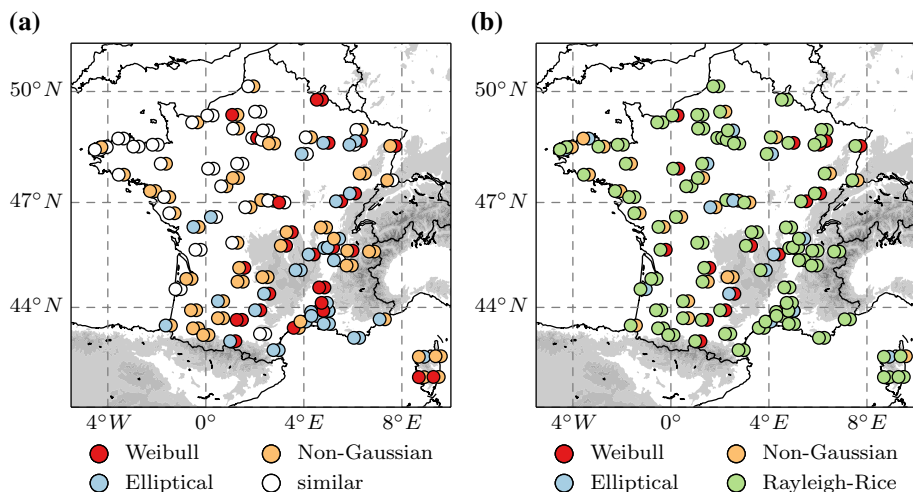 (a) (b)
50° N 50° N
47° N 47° N
44° N 44° N
4° W 0° 4° E 8° E 4° W 0° 4° E 8° E
Weibull Non-Gaussian Weibull Non-Gaussian
Elliptical similar Elliptical Rayleigh-Rice